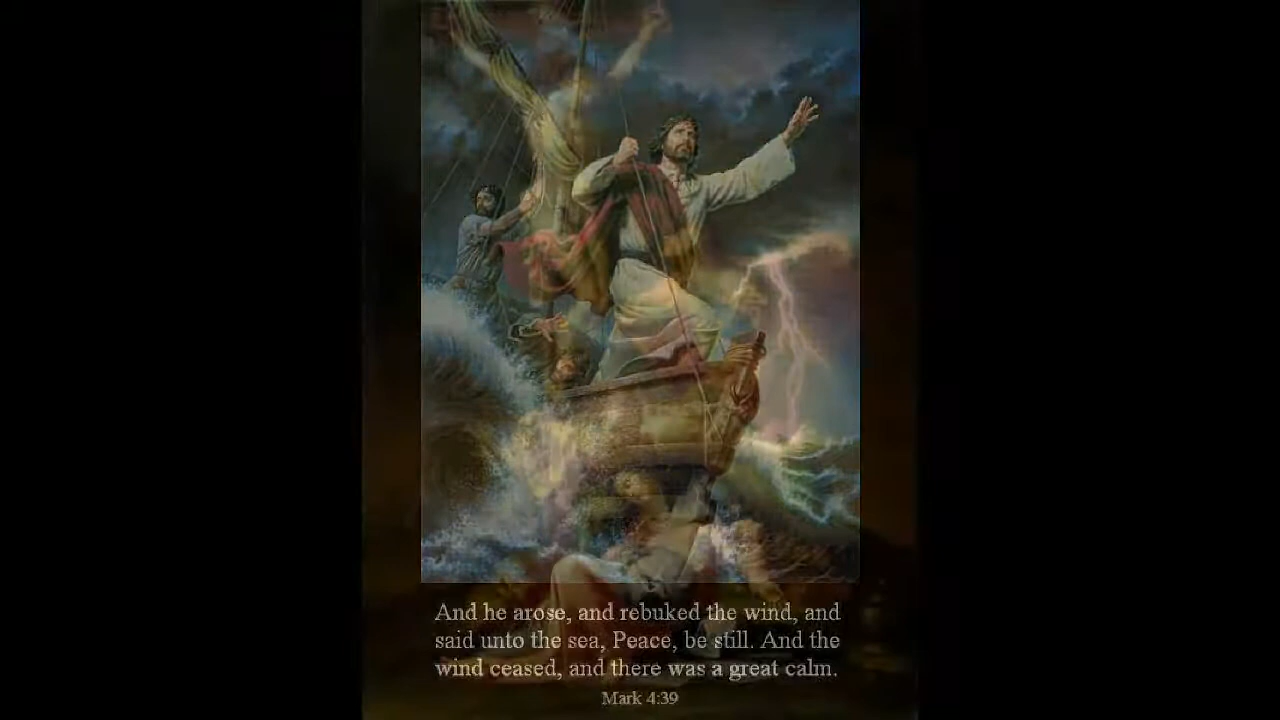 And he arose, and rebuked the wind, and
said unto the sea, Peace, be still. And the
wind ceased, and there was a great calm.
Mark 4:39